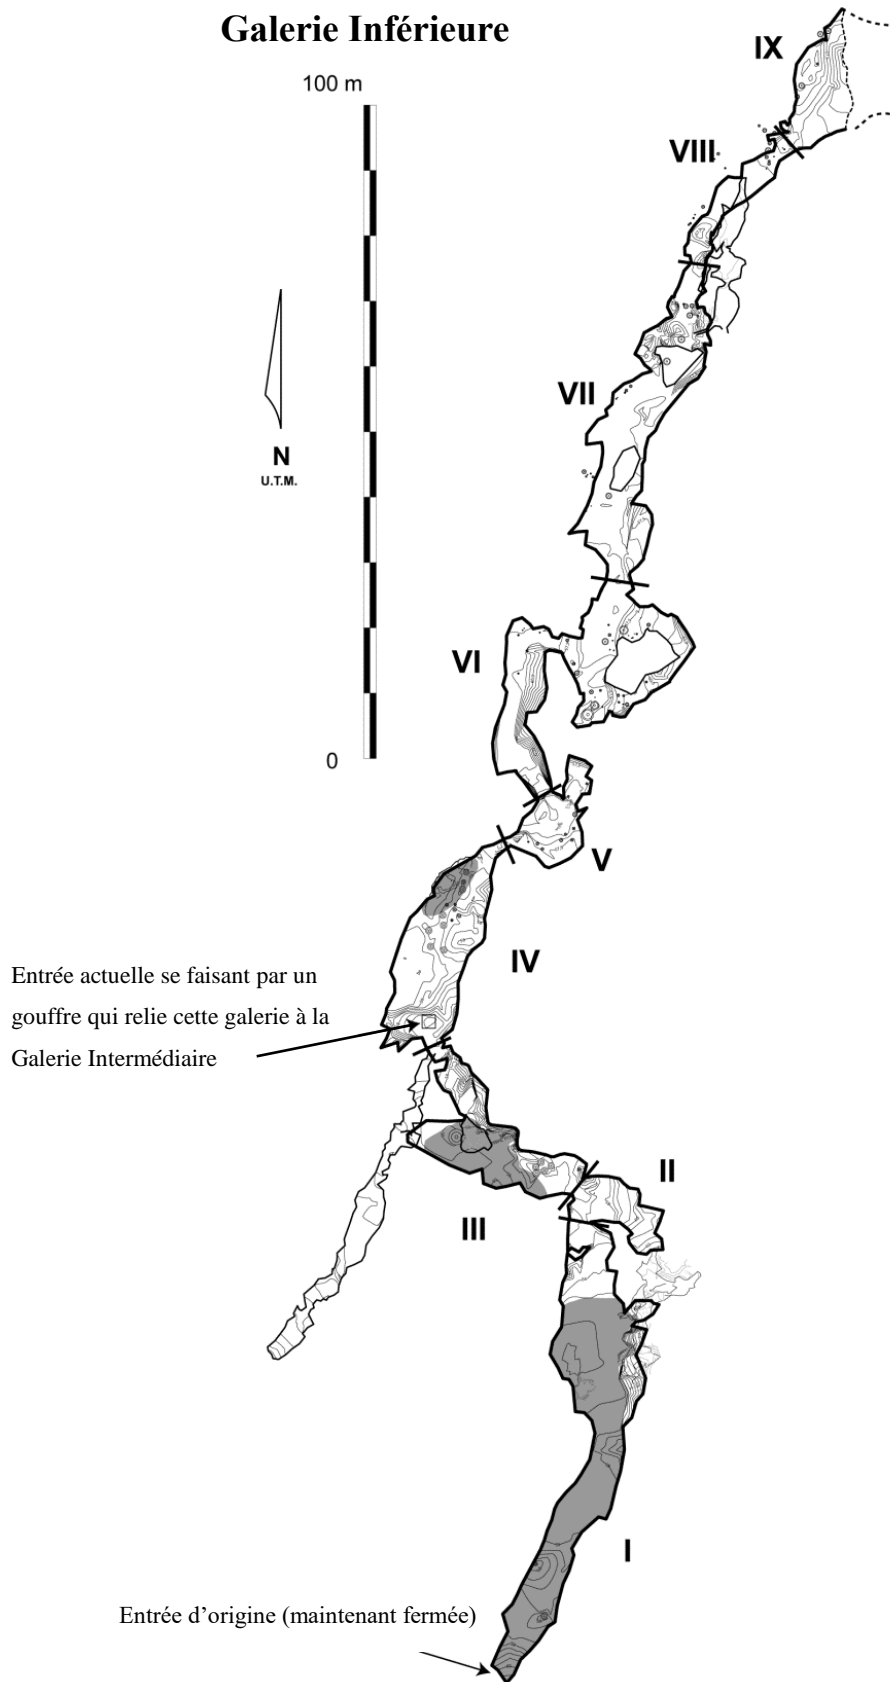 Galerie Inférieure
100 m
IX
VIII
N
U.T.M.
VII
VI
0
V
IV
Entrée actuelle se faisant par un
gouffre qui relie cette galerie à la
Galerie Intermédiaire
II
III
I
Entrée d’origine (maintenant fermée)